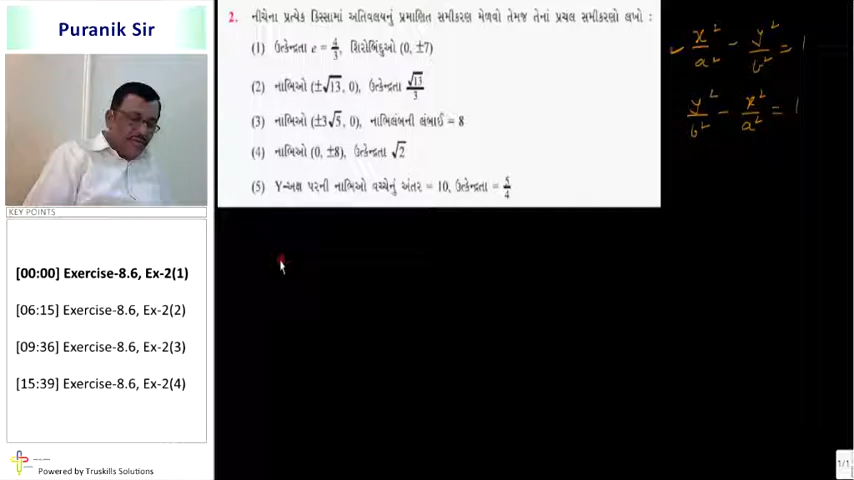 Puranik Sir
KEY POINTS
[00:00] Exercise-8.6, Ex-2(1)
[06:15] Exercise-8.6, Ex-2(2)
[09:36] Exercise-8.6, Ex-2(3)
[15:39] Exercise-8.6, Ex-2(4)
Powered by Truskills Solutions
2. નીચેના પ્રત્યેક કિસ્સામાં અતિવલયનું પ્રમાણિત સમીકરણ મેળવો તેમજ તેનાં પ્રચલ સમીકરણો લખો :
(1) ઉત્કેન્દ્રતા e = 4/3, શિરોબિંદુઓ (0, ±7)
(2) નાભિઓ (±√13, 0), ઉત્કેન્દ્રતા √13/3
(3) નાભિઓ (±3√5, 0), નાભિલંબની લંબાઈ = 8
(4) નાભિઓ (0, ±8), ઉત્કેન્દ્રતા √2
(5) Y-અક્ષ પરની નાભિઓ વચ્ચેનું અંતર = 10, ઉત્કેન્દ્રતા = 5/4
✓ x²/a² - y²/b² = 1
y²/b² - x²/a² = 1
1/1